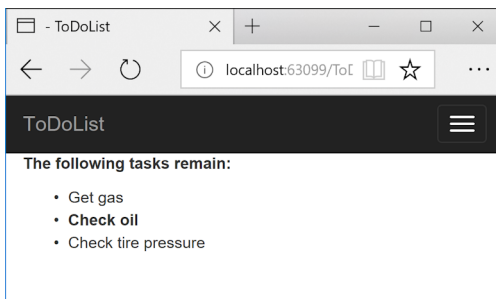 - ToDoList
localhost:63099/ToD
ToDoList
The following tasks remain:
• Get gas
• Check oil
• Check tire pressure